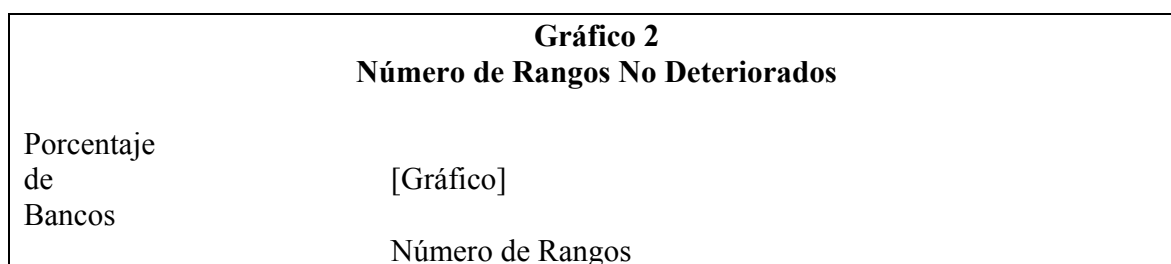 Gráfico 2
Número de Rangos No Deteriorados
Porcentaje
de [Gráfico]
Bancos
Número de Rangos